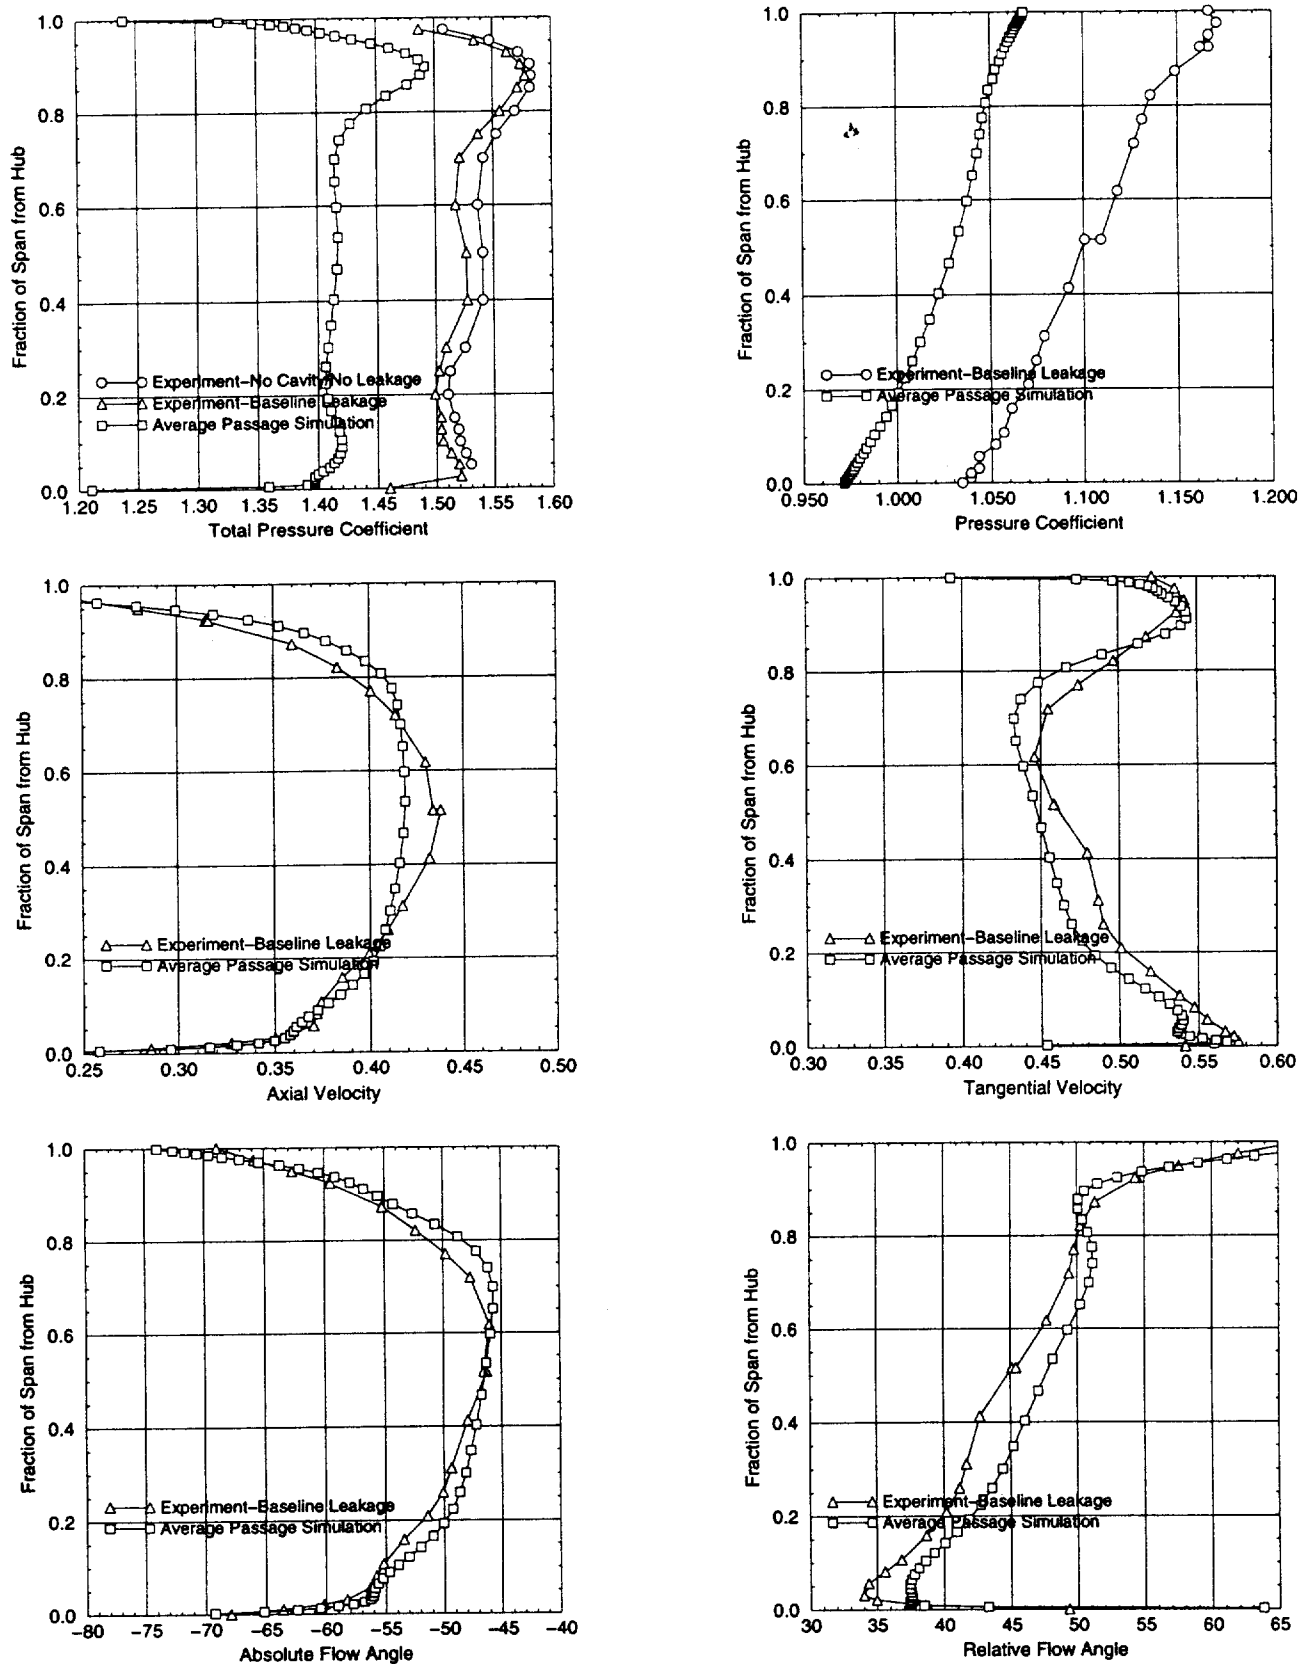 1.0
0.8
0.6
0.4
0.2
0.0
Fraction of Span from Hub
Experiment–No Cavity/No Leakage
Experiment–Baseline Leakage
Average Passage Simulation
1.20 1.25 1.30 1.35 1.40 1.45 1.50 1.55 1.60
Total Pressure Coefficient
1.0
0.8
0.6
0.4
0.2
0.0
Fraction of Span from Hub
Experiment–Baseline Leakage
Average Passage Simulation
0.950 1.000 1.050 1.100 1.150 1.200
Pressure Coefficient
1.0
0.8
0.6
0.4
0.2
0.0
Fraction of Span from Hub
Experiment–Baseline Leakage
Average Passage Simulation
0.25 0.30 0.35 0.40 0.45 0.50
Axial Velocity
1.0
0.8
0.6
0.4
0.2
0.0
Fraction of Span from Hub
Experiment–Baseline Leakage
Average Passage Simulation
0.30 0.35 0.40 0.45 0.50 0.55 0.60
Tangential Velocity
1.0
0.8
0.6
0.4
0.2
0.0
Fraction of Span from Hub
Experiment–Baseline Leakage
Average Passage Simulation
−80 −75 −70 −65 −60 −55 −50 −45 −40
Absolute Flow Angle
1.0
0.8
0.6
0.4
0.2
0.0
Fraction of Span from Hub
Experiment–Baseline Leakage
Average Passage Simulation
30 35 40 45 50 55 60 65
Relative Flow Angle